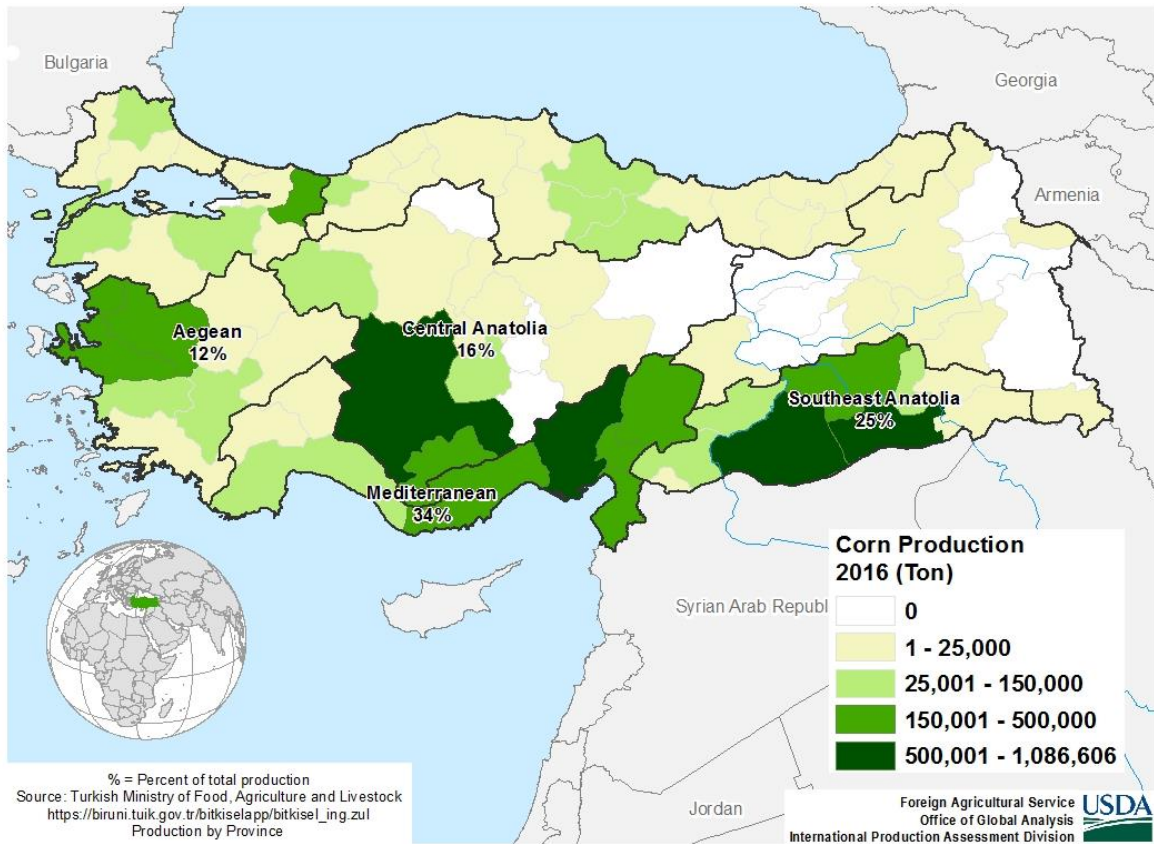 Bulgaria
Georgia
Armenia
Aegean
12%
Central Anatolia
16%
Southeast Anatolia
25%
Mediterranean
34%
Syrian Arab Republ
Jordan
Corn Production
2016 (Ton)
0
1 - 25,000
25,001 - 150,000
150,001 - 500,000
500,001 - 1,086,606
% = Percent of total production
Source: Turkish Ministry of Food, Agriculture and Livestock
https://biruni.tuik.gov.tr/bitkiselapp/bitkisel_ing.zul
Production by Province
Foreign Agricultural Service
Office of Global Analysis
International Production Assessment Division
USDA